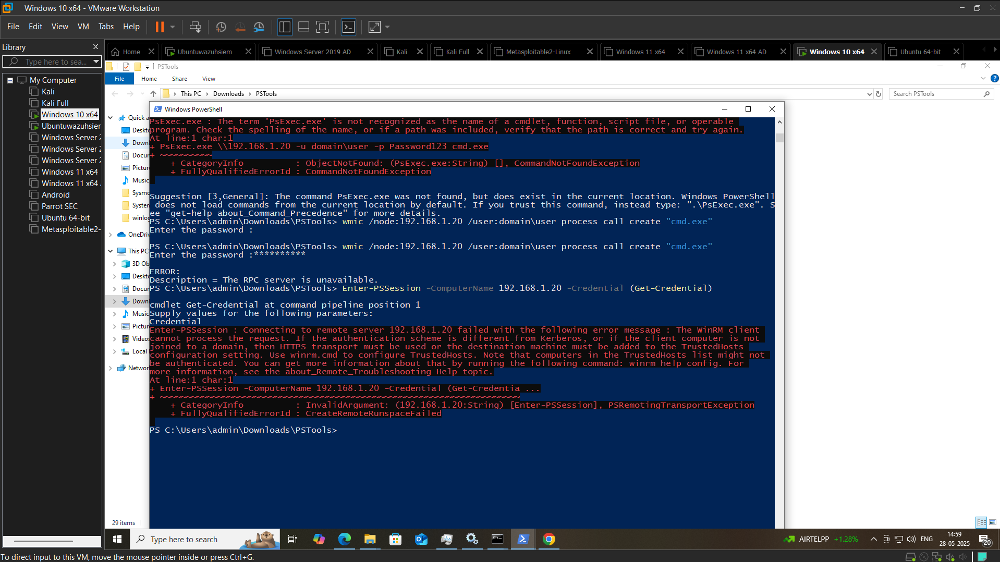 Windows 10 x64 - VMware Workstation
File Edit View VM Tabs Help
Library
Type here to sea...
My Computer
Kali
Kali Full
Windows 10 x64
Ubuntuwazuhsiem
Windows Server 2
Windows Server 2
Windows Server 2
Windows 11 x64
Windows 11 x64
Android
Parrot SEC
Ubuntu 64-bit
Metasploitable2-
Home Ubuntuwazuhsiem Windows Server 2019 AD Kali Kali Full Metasploitable2-Linux Windows 11 x64 Windows 11 x64 AD Windows 10 x64 Ubuntu 64-bit
PSTools
File Home Share View
This PC > Downloads > PSTools
Search PSTools
Quick a
Deskto
Down
Docur
Pictur
Music
Sysmo
System
winlog
OneDriv
This PC
3D Ob
Deskto
Docur
Down
Music
Pictur
Videos
Local
Networ
29 items
Windows PowerShell
PsExec.exe : The term 'PsExec.exe' is not recognized as the name of a cmdlet, function, script file, or operable
program. Check the spelling of the name, or if a path was included, verify that the path is correct and try again.
At line:1 char:1
+ PsExec.exe \\192.168.1.20 -u domain\user -p Password123 cmd.exe
+ ~~~~~~~~~~
+ CategoryInfo : ObjectNotFound: (PsExec.exe:String) [], CommandNotFoundException
+ FullyQualifiedErrorId : CommandNotFoundException
Suggestion [3,General]: The command PsExec.exe was not found, but does exist in the current location. Windows PowerShell
does not load commands from the current location by default. If you trust this command, instead type: ".\PsExec.exe". S
ee "get-help about_Command_Precedence" for more details.
PS C:\Users\admin\Downloads\PSTools> wmic /node:192.168.1.20 /user:domain\user process call create "cmd.exe"
Enter the password :
PS C:\Users\admin\Downloads\PSTools> wmic /node:192.168.1.20 /user:domain\user process call create "cmd.exe"
Enter the password :**********
ERROR:
Description = The RPC server is unavailable.
PS C:\Users\admin\Downloads\PSTools> Enter-PSSession -ComputerName 192.168.1.20 -Credential (Get-Credential)
cmdlet Get-Credential at command pipeline position 1
Supply values for the following parameters:
Credential
Enter-PSSession : Connecting to remote server 192.168.1.20 failed with the following error message : The WinRM client
cannot process the request. If the authentication scheme is different from Kerberos, or if the client computer is not
joined to a domain, then HTTPS transport must be used or the destination machine must be added to the TrustedHosts
configuration setting. Use winrm.cmd to configure TrustedHosts. Note that computers in the TrustedHosts list might not
be authenticated. You can get more information about that by running the following command: winrm help config. For
more information, see the about_Remote_Troubleshooting Help topic.
At line:1 char:1
+ Enter-PSSession -ComputerName 192.168.1.20 -Credential (Get-Credentia ...
+ ~~~~~~~~~~~~~~~~~~~~~~~~~~~~~~~~~~~~~~~~~~~~~~~~~~~~~~~~~~~~~~~~~~~~~
+ CategoryInfo : InvalidArgument: (192.168.1.20:String) [Enter-PSSession], PSRemotingTransportException
+ FullyQualifiedErrorId : CreateRemoteRunspaceFailed
PS C:\Users\admin\Downloads\PSTools>
Type here to search
AIRTELPP +1.28%
ENG
14:59
28-05-2025
20
To direct input to this VM, move the mouse pointer inside or press Ctrl+G.